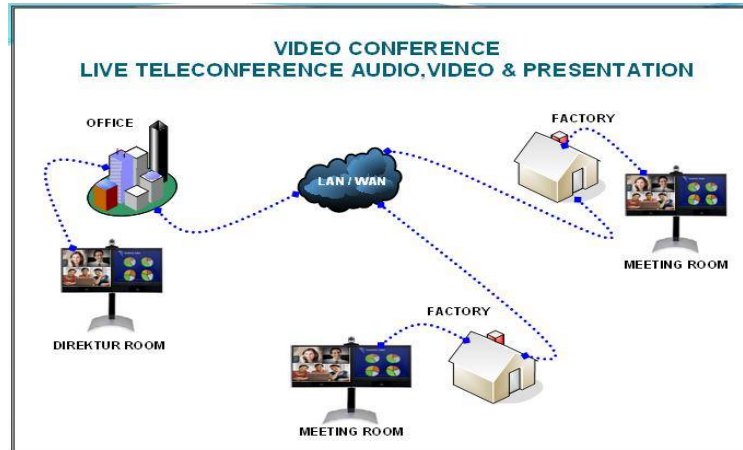 VIDEO CONFERENCE
LIVE TELECONFERENCE AUDIO,VIDEO & PRESENTATION
OFFICE
FACTORY
LAN / WAN
MEETING ROOM
FACTORY
DIREKTUR ROOM
MEETING ROOM